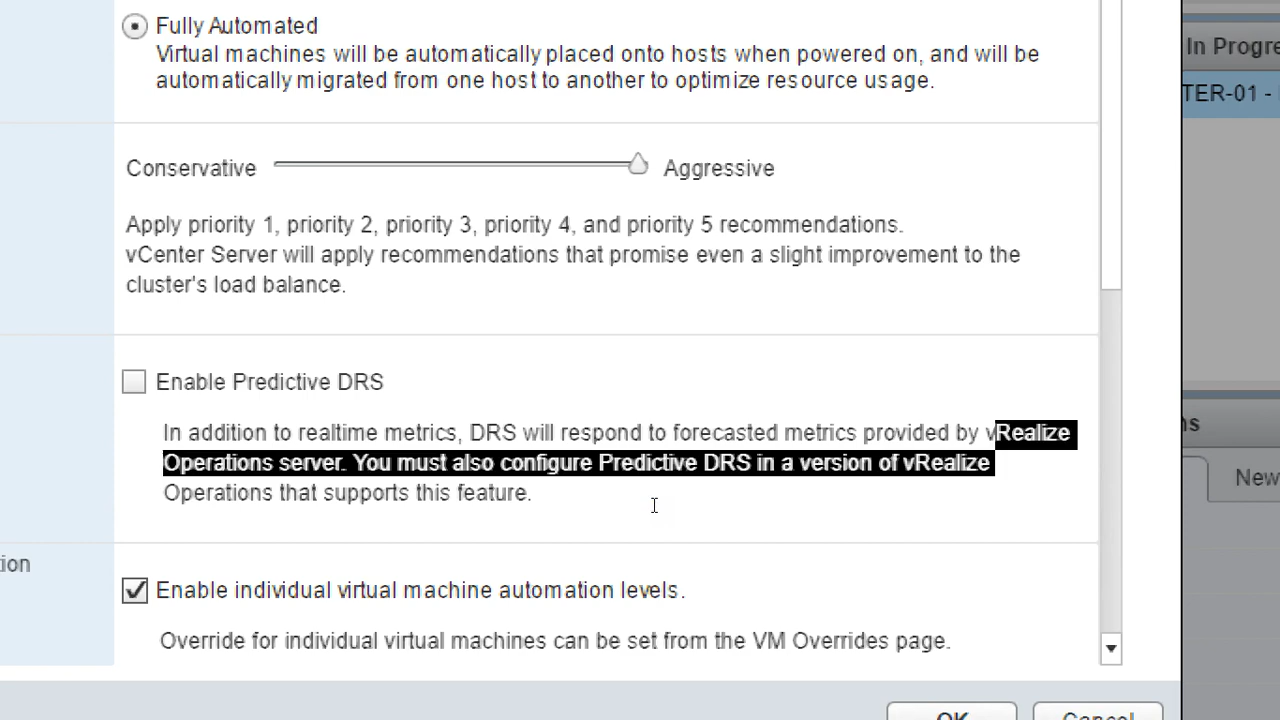 Fully Automated
Virtual machines will be automatically placed onto hosts when powered on, and will be
automatically migrated from one host to another to optimize resource usage.
In Progre
TER-01 -
Conservative
Aggressive
Apply priority 1, priority 2, priority 3, priority 4, and priority 5 recommendations.
vCenter Server will apply recommendations that promise even a slight improvement to the
cluster's load balance.
Enable Predictive DRS
In addition to realtime metrics, DRS will respond to forecasted metrics provided by vRealize
Operations server. You must also configure Predictive DRS in a version of vRealize
Operations that supports this feature.
ns
New
tion
Enable individual virtual machine automation levels.
Override for individual virtual machines can be set from the VM Overrides page.
OK
Cancel